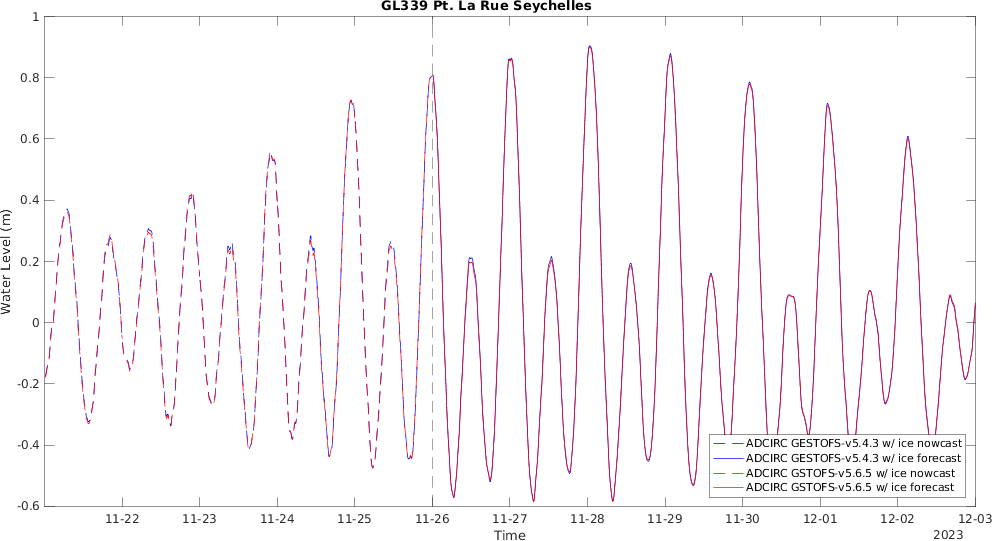 GL339 Pt. La Rue Seychelles
1
0.8
0.6
0.4
0.2
0
-0.2
-0.4
-0.6
Water Level (m)
ADCIRC GESTOFS-v5.4.3 w/ ice nowcast
ADCIRC GESTOFS-v5.4.3 w/ ice forecast
ADCIRC GSTOFS-v5.6.5 w/ ice nowcast
ADCIRC GSTOFS-v5.6.5 w/ ice forecast
11-22 11-23 11-24 11-25 11-26 11-27 11-28 11-29 11-30 12-01 12-02 12-03
Time
2023